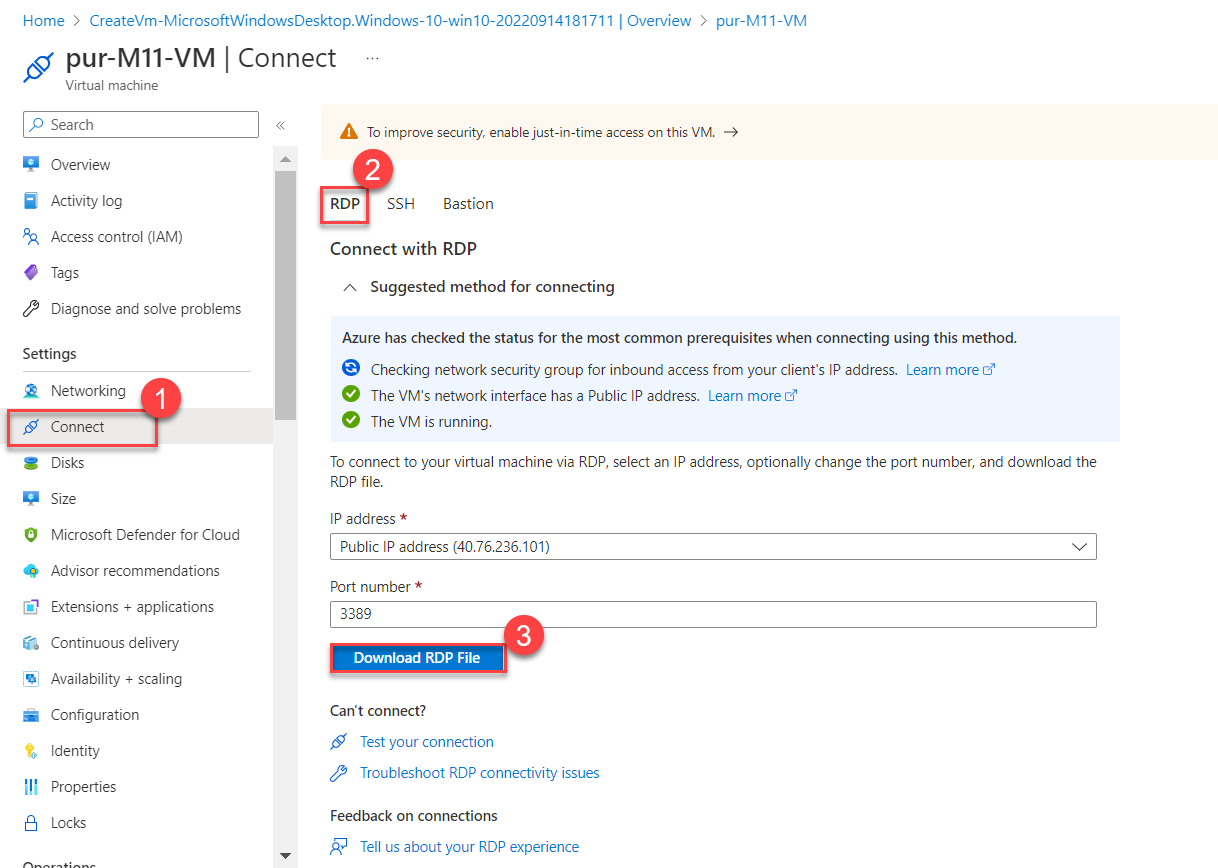 Home > CreateVm-MicrosoftWindowsDesktop.Windows-10-win10-20220914181711 | Overview > pur-M11-VM
pur-M11-VM | Connect ...
Virtual machine
Search «
Overview
Activity log
Access control (IAM)
Tags
Diagnose and solve problems
Settings
Networking
1
Connect
Disks
Size
Microsoft Defender for Cloud
Advisor recommendations
Extensions + applications
Continuous delivery
Availability + scaling
Configuration
Identity
Properties
Locks
Operations
To improve security, enable just-in-time access on this VM. →
2
RDP SSH Bastion
Connect with RDP
Suggested method for connecting
Azure has checked the status for the most common prerequisites when connecting using this method.
Checking network security group for inbound access from your client's IP address. Learn more
The VM's network interface has a Public IP address. Learn more
The VM is running.
To connect to your virtual machine via RDP, select an IP address, optionally change the port number, and download the
RDP file.
IP address *
Public IP address (40.76.236.101)
Port number *
3389
3
Download RDP File
Can't connect?
Test your connection
Troubleshoot RDP connectivity issues
Feedback on connections
Tell us about your RDP experience